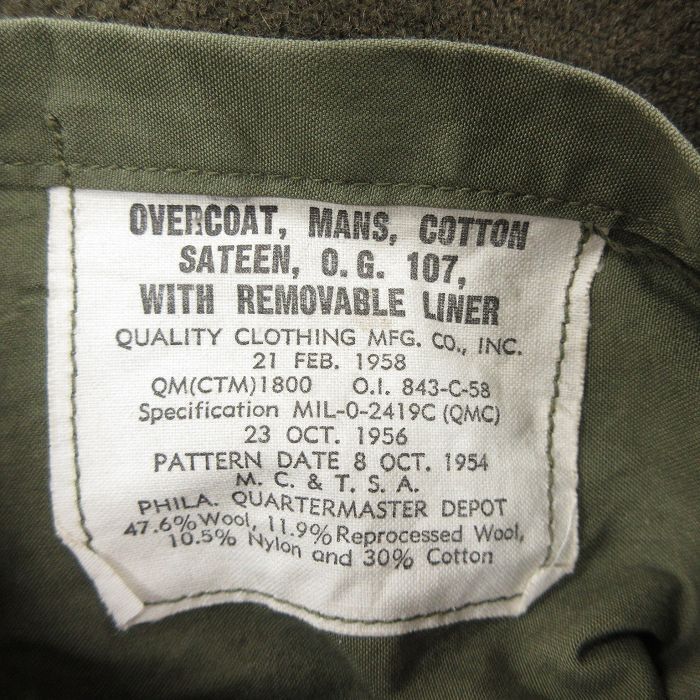 OVERCOAT, MANS, COTTON
SATEEN, O.G. 107,
WITH REMOVABLE LINER
QUALITY CLOTHING MFG. CO., INC.
21 FEB. 1958
QM(CTM)1800 O.I. 843-C-58
Specification MIL-O-2419C (QMC)
23 OCT. 1956
PATTERN DATE 8 OCT. 1954
M. C. & T. S. A.
PHILA. QUARTERMASTER DEPOT
47.6% Wool, 11.9% Reprocessed Wool,
10.5% Nylon and 30% Cotton